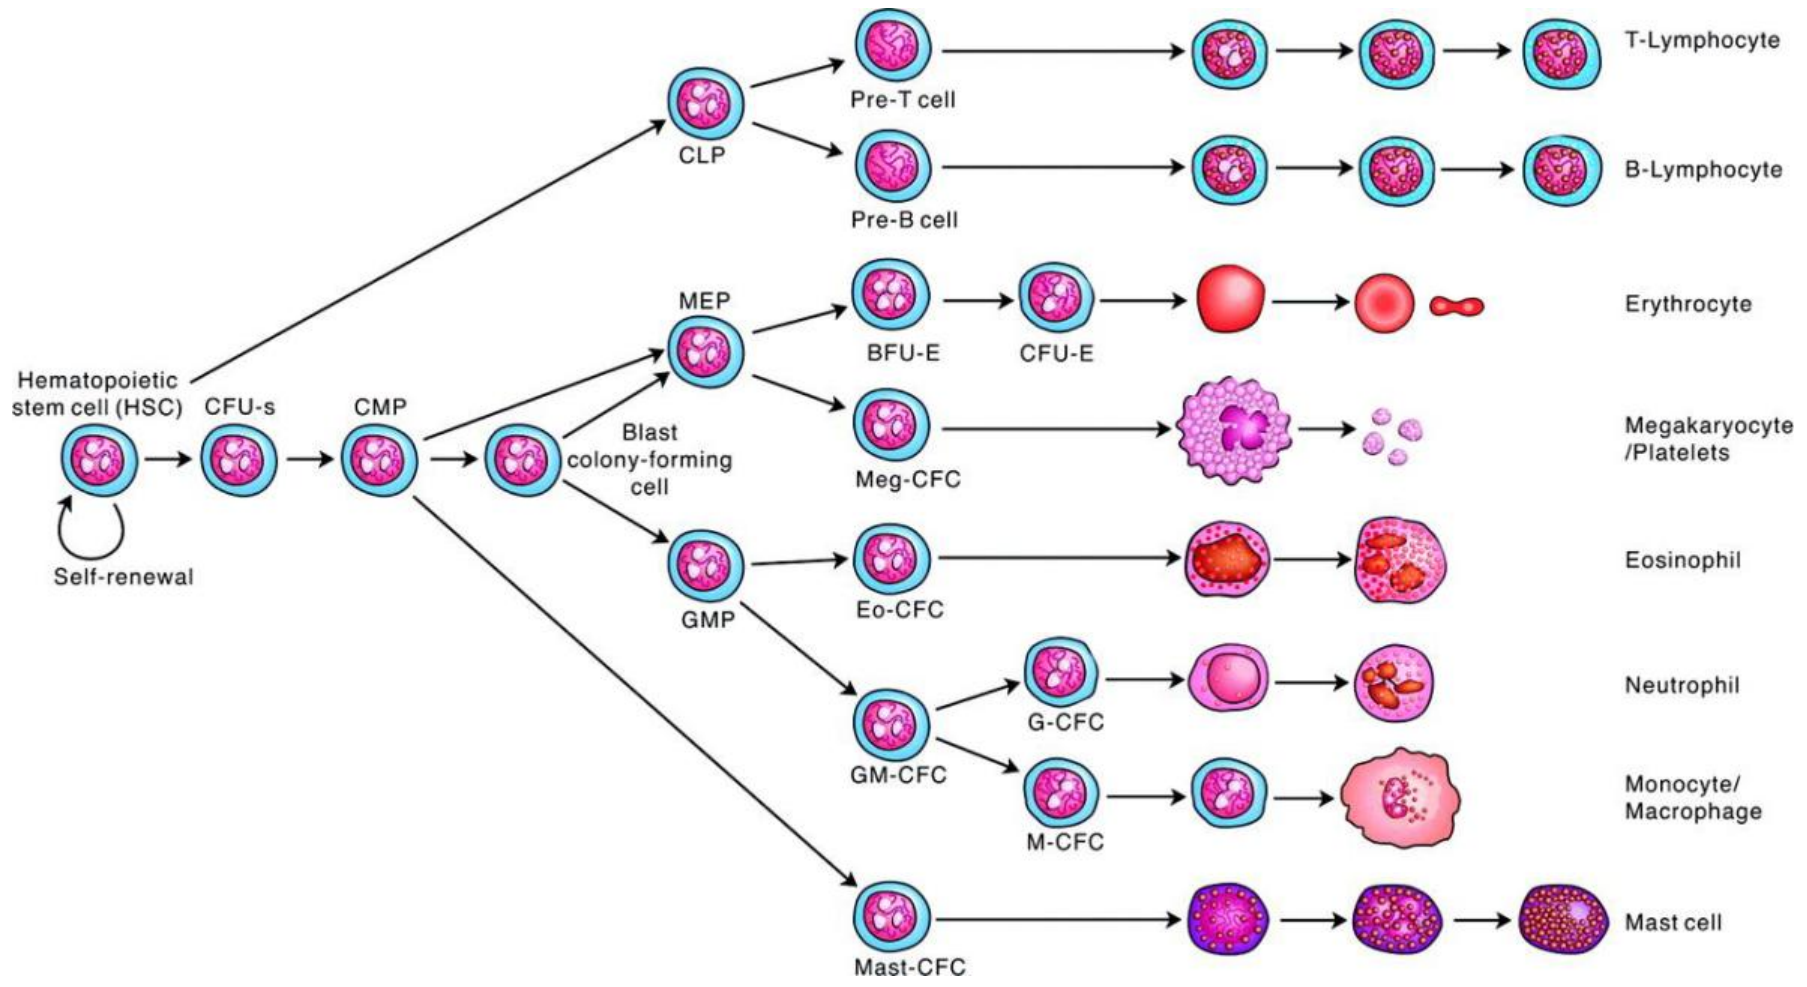 T-Lymphocyte
Pre-T cell
CLP
B-Lymphocyte
Pre-B cell
MEP
Erythrocyte
BFU-E
CFU-E
Hematopoietic
stem cell (HSC)
CFU-s
CMP
Blast
colony-forming
cell
Megakaryocyte
/Platelets
Meg-CFC
Self-renewal
GMP
Eosinophil
Eo-CFC
Neutrophil
G-CFC
GM-CFC
Monocyte/
Macrophage
M-CFC
Mast cell
Mast-CFC